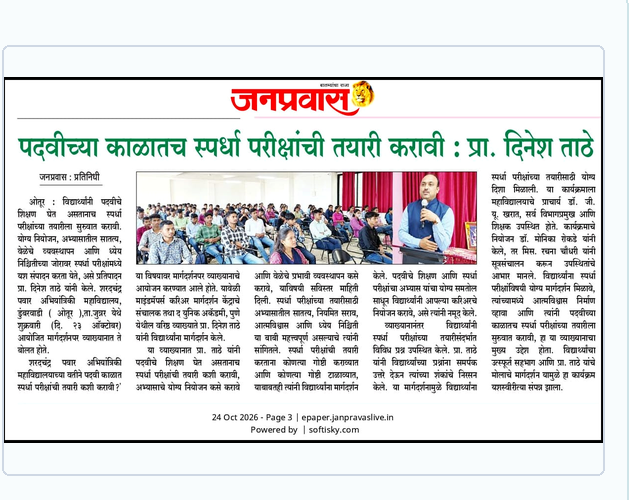 बातम्यांचा राजा
जनप्रवास
पदवीच्या काळातच स्पर्धा परीक्षांची तयारी करावी : प्रा. दिनेश ताठे
जनप्रवास : प्रतिनिधी
ओतूर : विद्यार्थ्यांनी पदवीचे
शिक्षण घेत असतानाच स्पर्धा
परीक्षांच्या तयारीला सुरुवात करावी.
योग्य नियोजन, अभ्यासातील सातत्य,
वेळेचे व्यवस्थापन आणि ध्येय
निश्चितीच्या जोरावर स्पर्धा परीक्षांमध्ये
यश संपादन करता येते, असे प्रतिपादन
प्रा. दिनेश ताठे यांनी केले. शरदचंद्र
पवार अभियांत्रिकी महाविद्यालय,
डुंबरवाडी ( ओतूर ),ता.जुन्नर येथे
शुक्रवारी (दि. २३ ऑक्टोबर)
आयोजित मार्गदर्शनपर व्याख्यानात ते
बोलत होते.
शरदचंद्र पवार अभियांत्रिकी
महाविद्यालयाच्या वतीने पदवी काळात
स्पर्धा परीक्षांची तयारी कशी करावी?'
या विषयावर मार्गदर्शनपर व्याख्यानाचे
आयोजन करण्यात आले होते. यावेळी
माइंडमंपर्स करिअर मार्गदर्शन केंद्राचे
संचालक तथा द युनिक अकॅडमी, पुणे
येथील वरिष्ठ व्याख्याते प्रा. दिनेश ताठे
यांनी विद्यार्थ्यांना मार्गदर्शन केले.
या व्याख्यानात प्रा. ताठे यांनी
पदवीचे शिक्षण घेत असताना
स्पर्धा परीक्षांची तयारी कशी करावी,
अभ्यासाचे योग्य नियोजन कसे करावे
आणि वेळेचे प्रभावी व्यवस्थापन कसे
करावे, याविषयी सविस्तर माहिती
दिली. स्पर्धा परीक्षांच्या तयारीसाठी
अभ्यासातील सातत्य, नियमित सराव,
आत्मविश्वास आणि ध्येय निश्चिती
या बाबी महत्त्वपूर्ण असल्याचे त्यांनी
सांगितले. स्पर्धा परीक्षांची तयारी
करताना कोणत्या गोष्टी कराव्यात
आणि कोणत्या गोष्टी टाळाव्यात,
याबाबतही त्यांनी विद्यार्थ्यांना मार्गदर्शन
केले. पदवीचे शिक्षण आणि स्पर्धा
परीक्षांचा अभ्यास यांचा योग्य समतोल
साधून विद्यार्थ्यांनी आपल्या करिअरचे
नियोजन करावे, असे त्यांनी नमूद केले.
व्याख्यानानंतर विद्यार्थ्यांनी
स्पर्धा परीक्षांच्या तयारीसंदर्भात
विविध प्रश्न उपस्थित केले. प्रा. ताठे
यांनी विद्यार्थ्यांच्या प्रश्नांना समर्पक
उत्तरे देऊन त्यांच्या शंकांचे निरसन
केले. या मार्गदर्शनामुळे विद्यार्थ्यांना
स्पर्धा परीक्षांच्या तयारीसाठी योग्य
दिशा मिळाली. या कार्यक्रमाला
महाविद्यालयाचे प्राचार्य डॉ. जी.
यू. खरात, सर्व विभागप्रमुख आणि
शिक्षक उपस्थित होते. कार्यक्रमाचे
नियोजन डॉ. मोनिका रोकडे यांनी
केले, तर मिस. रचना चौधरी यांनी
सूत्रसंचालन करून उपस्थितांचे
आभार मानले. विद्यार्थ्यांना स्पर्धा
परीक्षांविषयी योग्य मार्गदर्शन मिळावे,
त्यांच्यामध्ये आत्मविश्वास निर्माण
व्हावा आणि त्यांनी पदवीच्या
काळातच स्पर्धा परीक्षांच्या तयारीला
सुरुवात करावी, हा या व्याख्यानाचा
मुख्य उद्देश होता. विद्यार्थ्यांचा
उत्स्फूर्त सहभाग आणि प्रा. ताठे यांचे
मोलाचे मार्गदर्शन यामुळे हा कार्यक्रम
यशस्वीरीत्या संपन्न झाला.
24 Oct 2026 - Page 3 | epaper.janpravaslive.in
Powered by | softisky.com